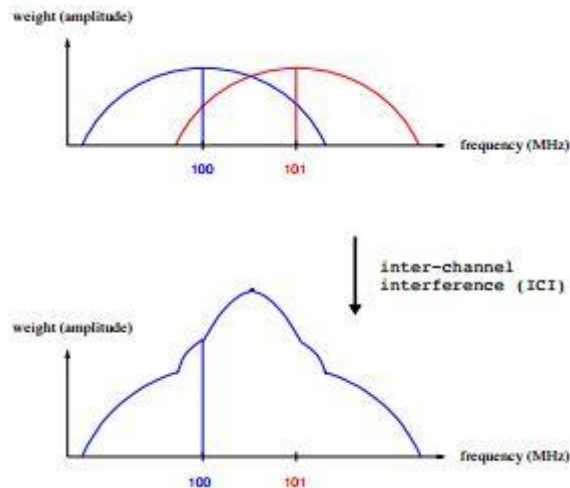 weight (amplitude)
frequency (MHz)
100
101
inter-channel
interference (ICI)
weight (amplitude)
frequency (MHz)
100
101